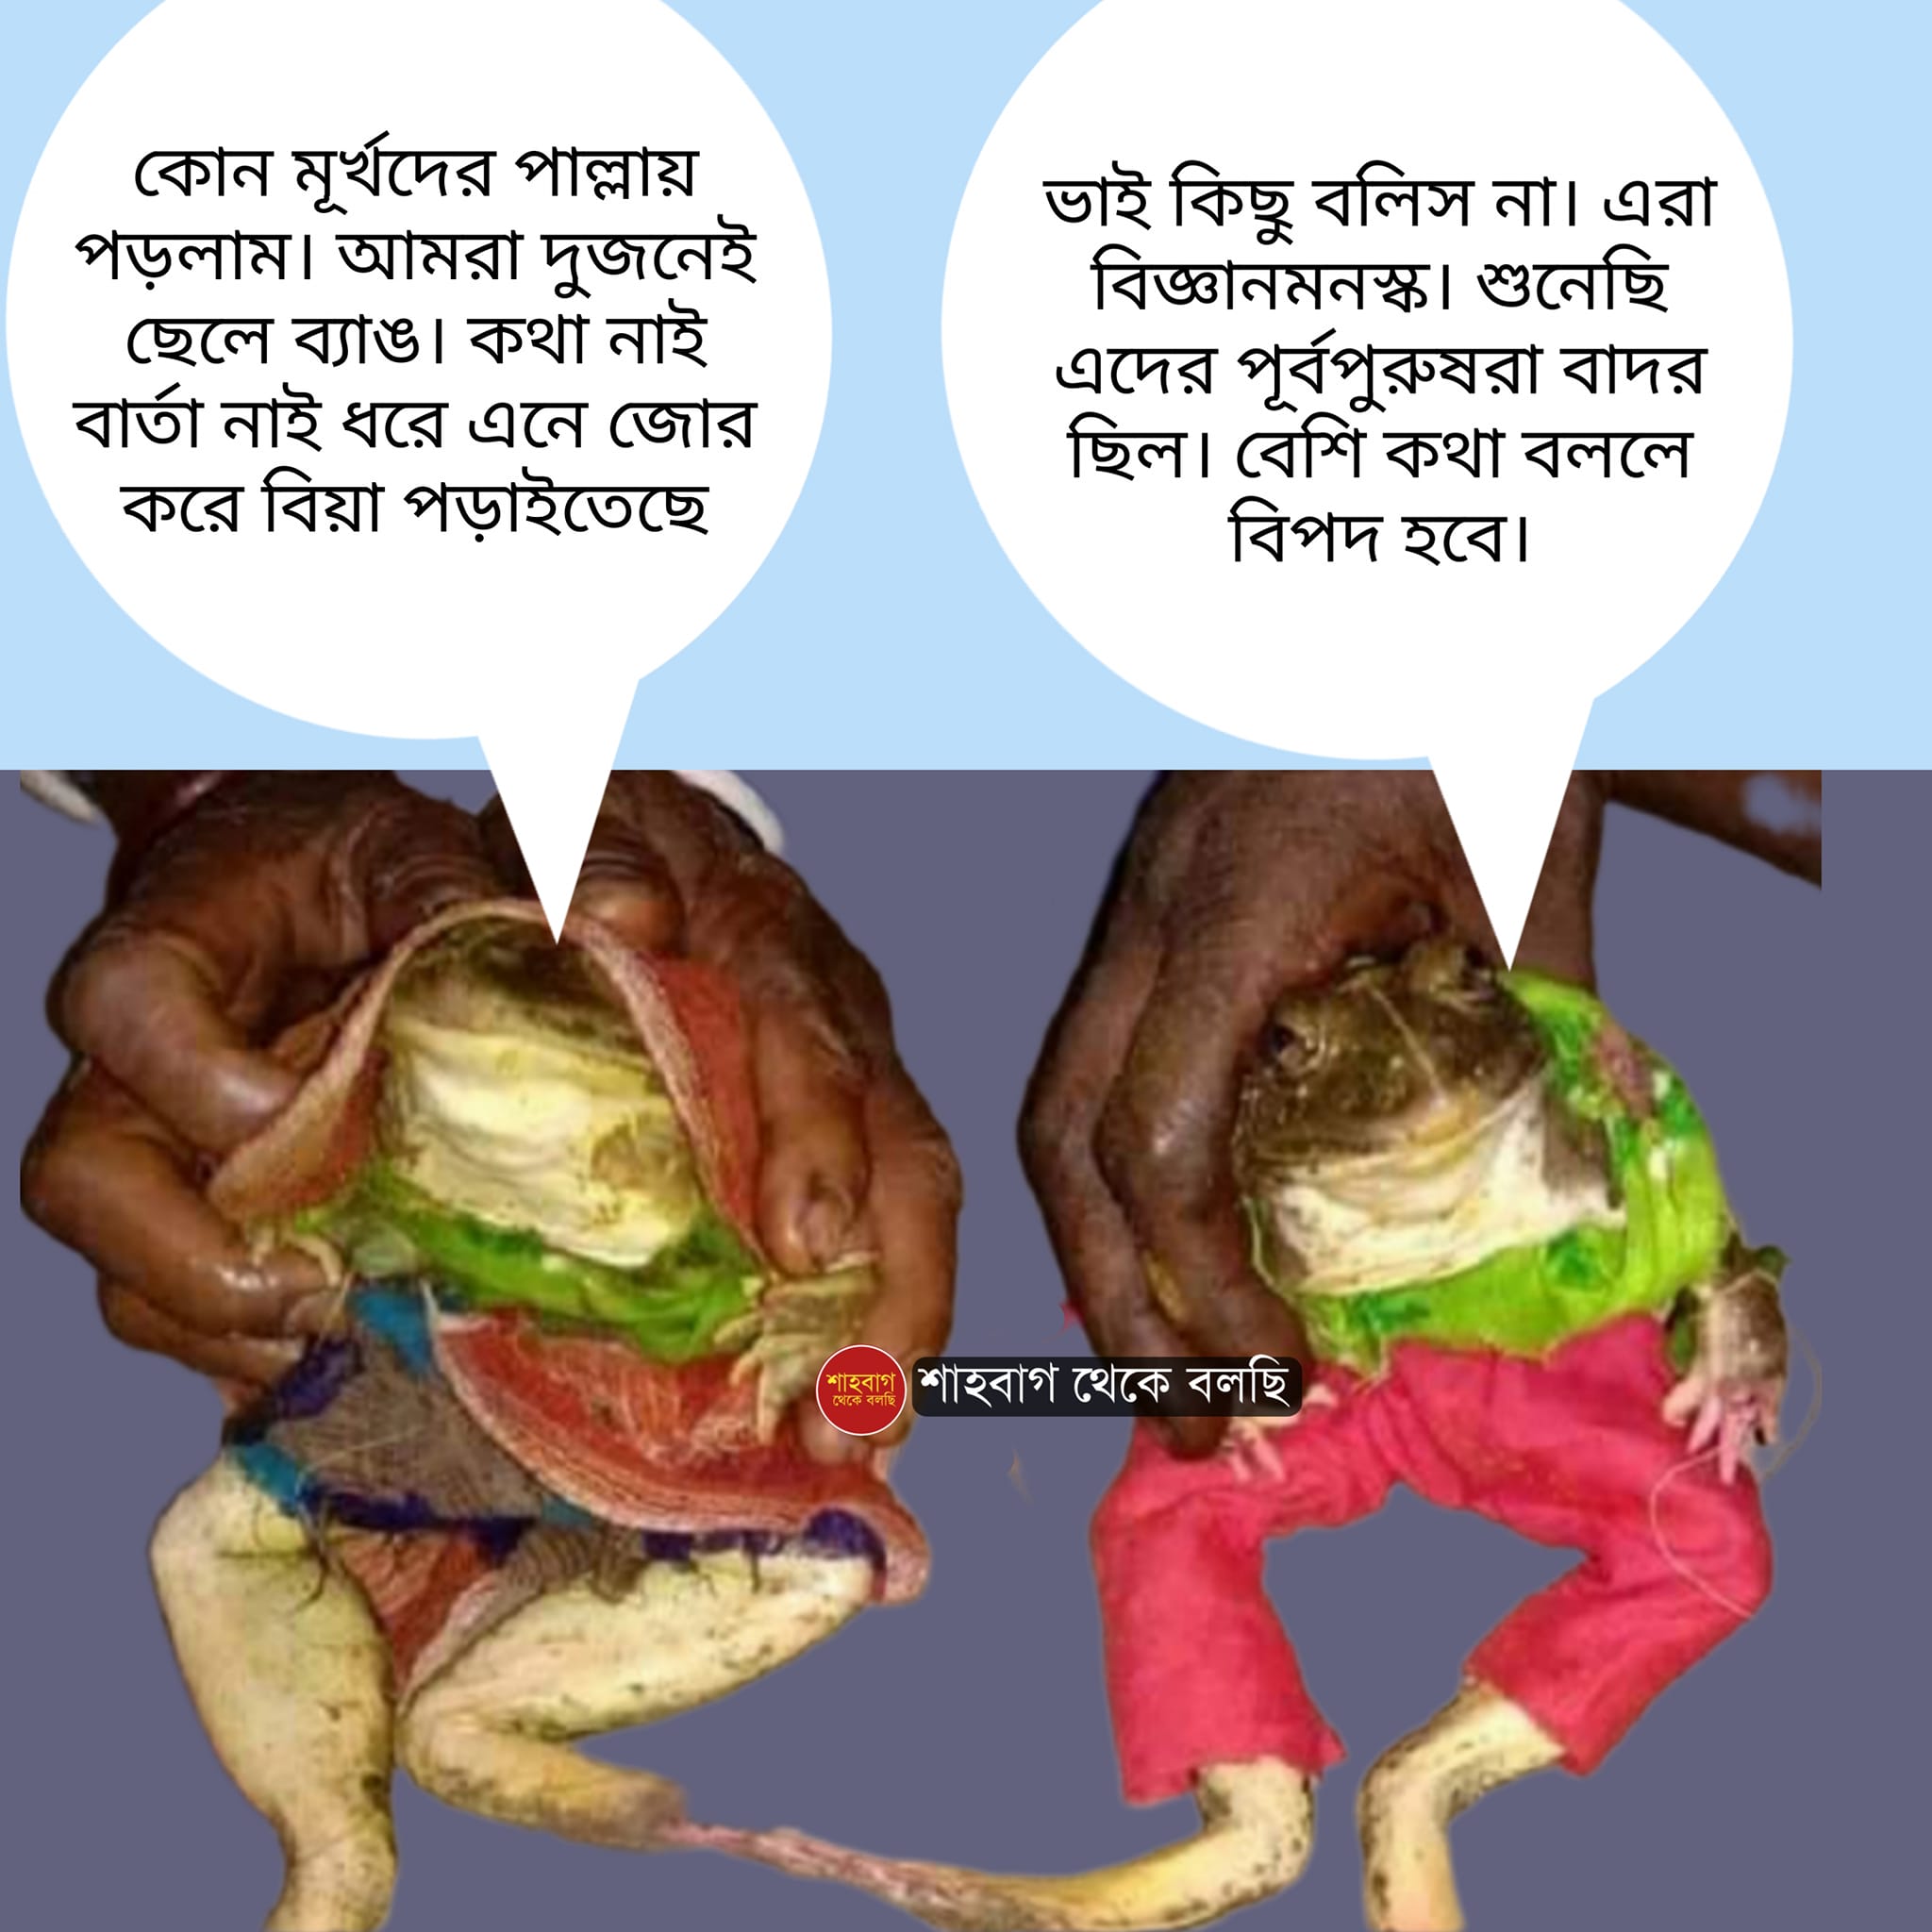 কোন মূর্খদের পাল্লায়
পড়লাম। আমরা দুজনেই
ছেলে ব্যাঙ। কথা নাই
বার্তা নাই ধরে এনে জোর
করে বিয়া পড়াইতেছে
ভাই কিছু বলিস না। এরা
বিজ্ঞানমনস্ক। শুনেছি
এদের পূর্বপুরুষরা বাদর
ছিল। বেশি কথা বললে
বিপদ হবে।
শাহবাগ
থেকে বলছি
শাহবাগ থেকে বলছি